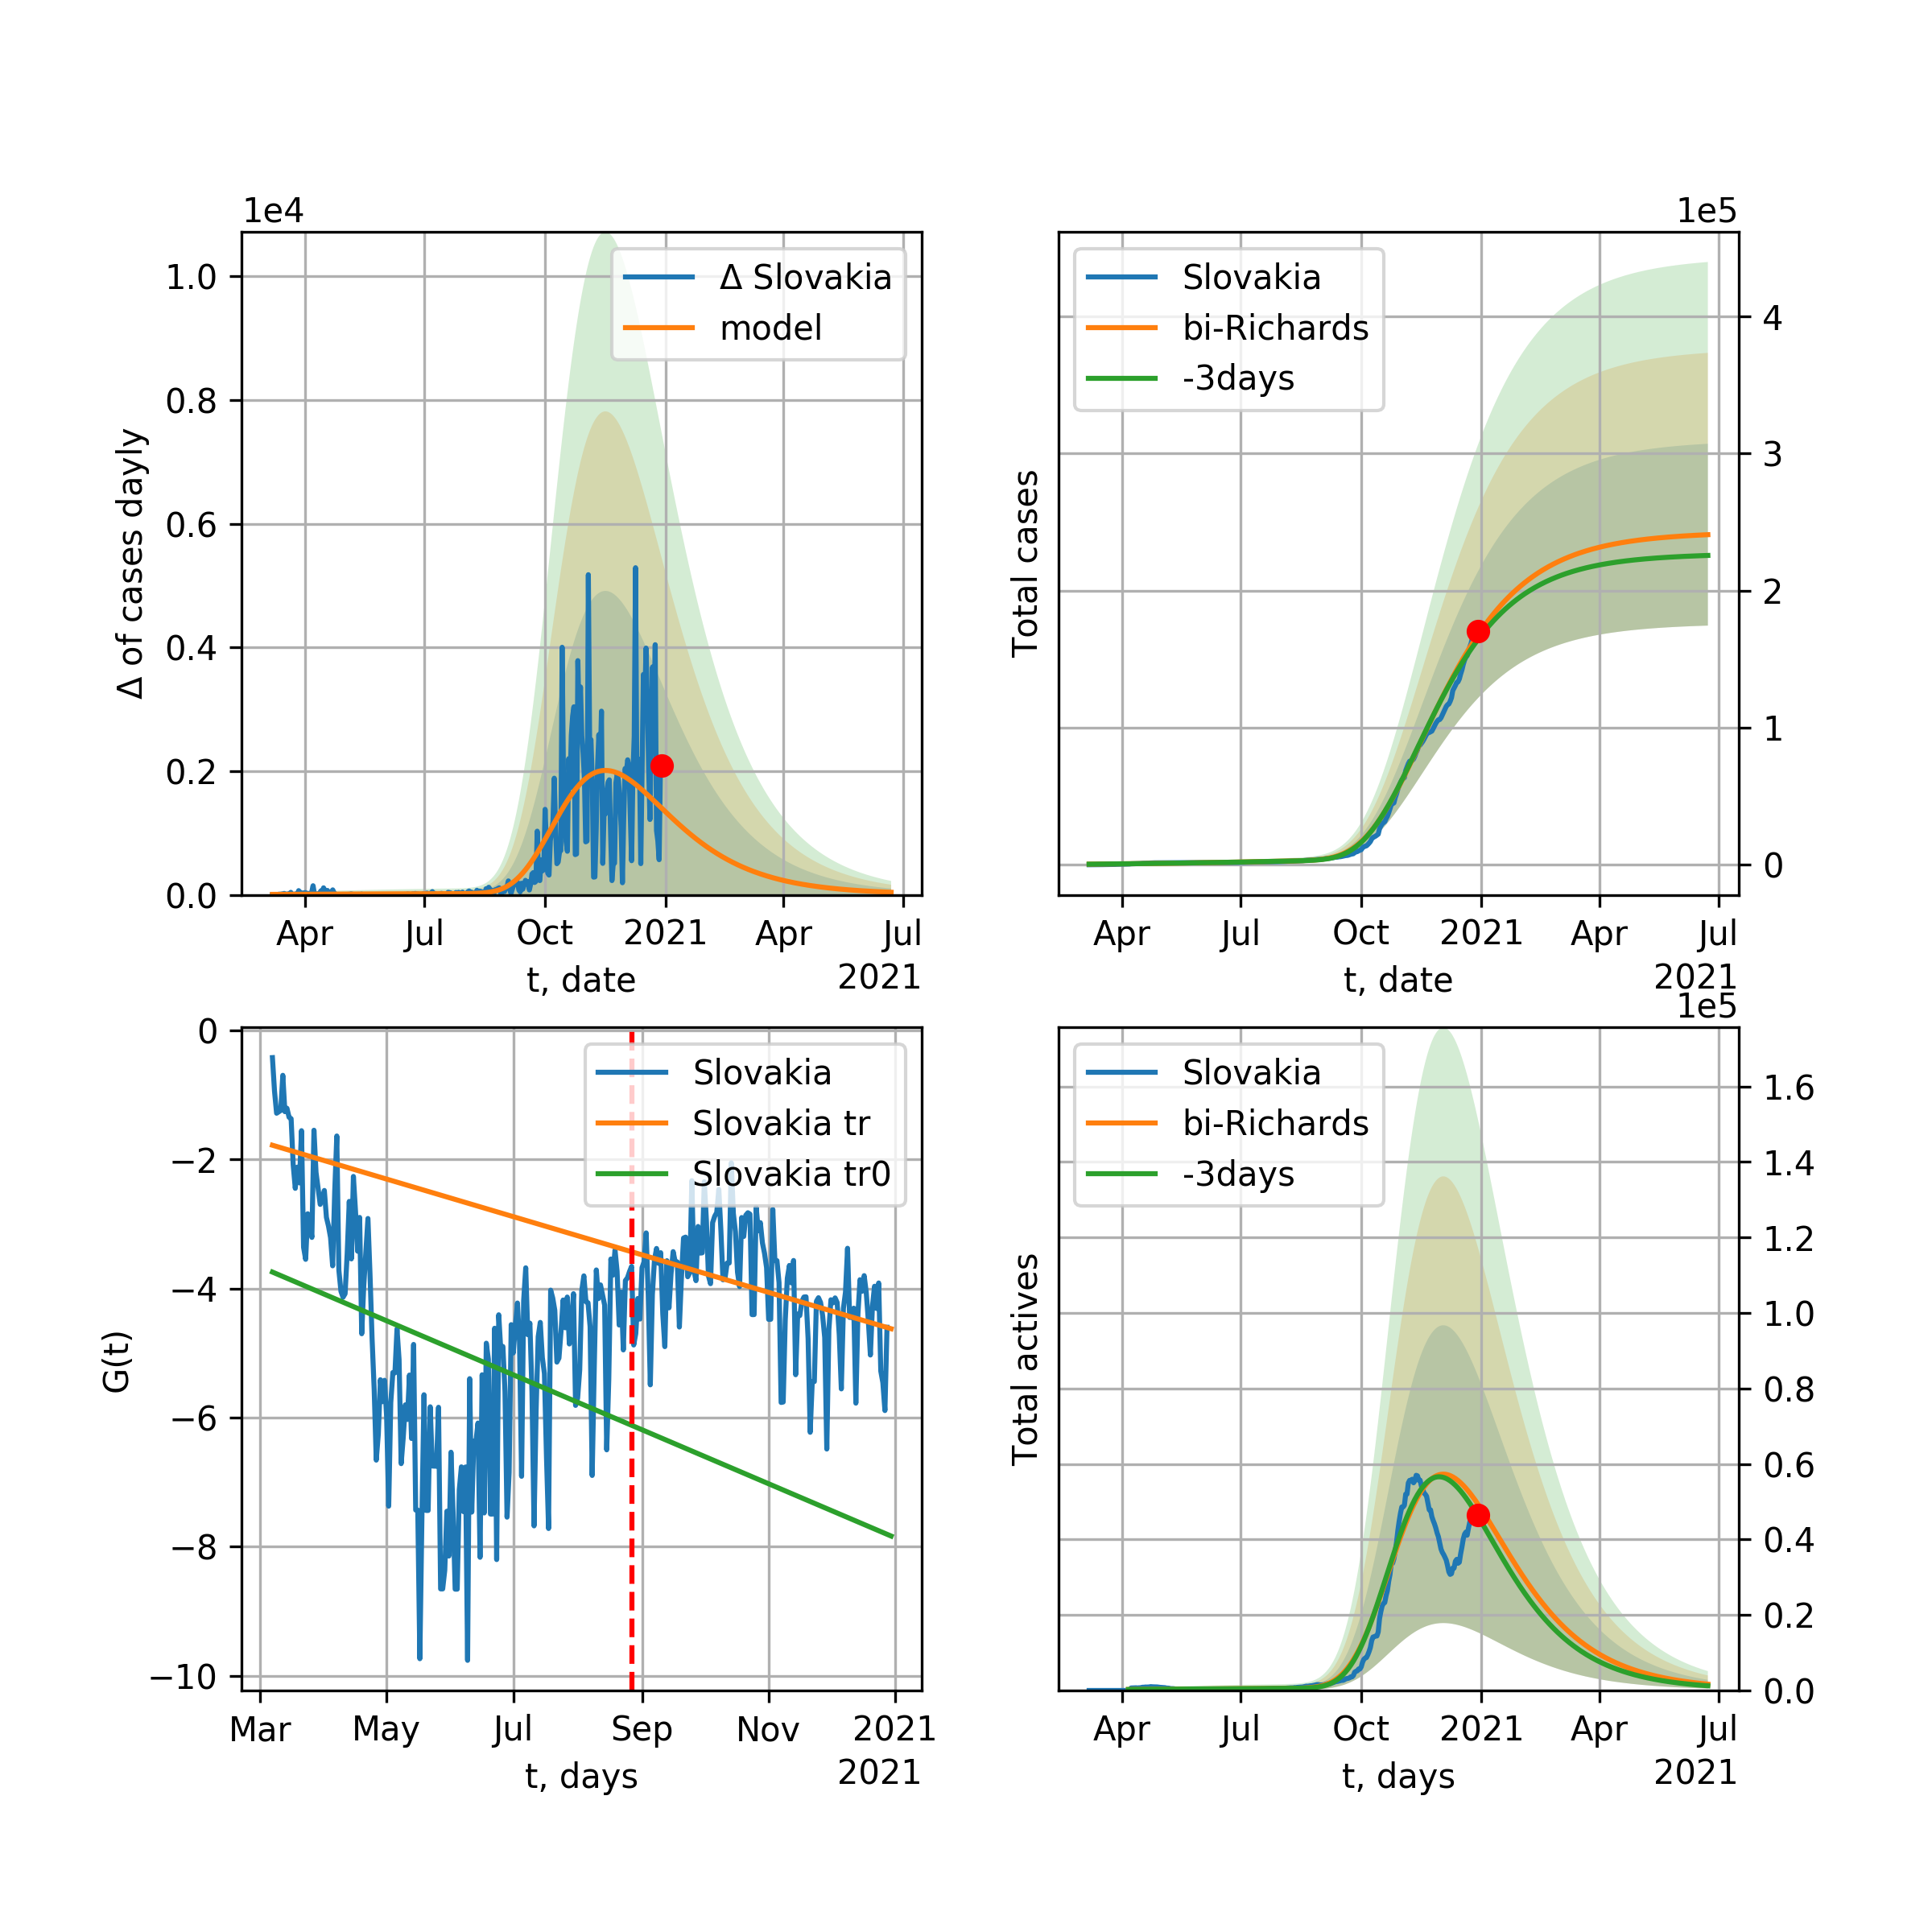 1e4
1.0
0.8
0.6
0.4
0.2
0.0
Δ of cases dayly
Δ Slovakia
model
Apr Jul Oct 2021 Apr Jul
t, date
2021
1e5
4
3
2
1
0
Total cases
Slovakia
bi-Richards
-3days
Apr Jul Oct 2021 Apr Jul
t, date
2021
0
−2
−4
−6
−8
−10
G(t)
Slovakia
Slovakia tr
Slovakia tr0
Mar May Jul Sep Nov 2021
t, days
2021
1e5
1.6
1.4
1.2
1.0
0.8
0.6
0.4
0.2
0.0
Total actives
Slovakia
bi-Richards
-3days
Apr Jul Oct 2021 Apr Jul
t, days
2021